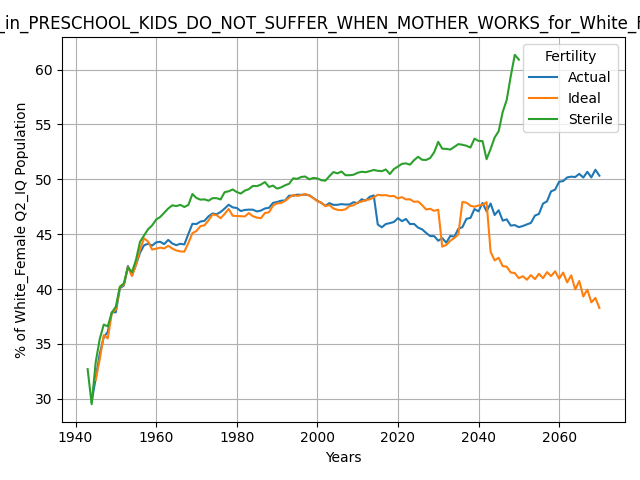 _in_PRESCHOOL_KIDS_DO_NOT_SUFFER_WHEN_MOTHER_WORKS_for_White_
Fertility
Actual
Ideal
Sterile
% of White_Female Q2_IQ Population
60
55
50
45
40
35
30
1940
1960
1980
2000
2020
2040
2060
Years